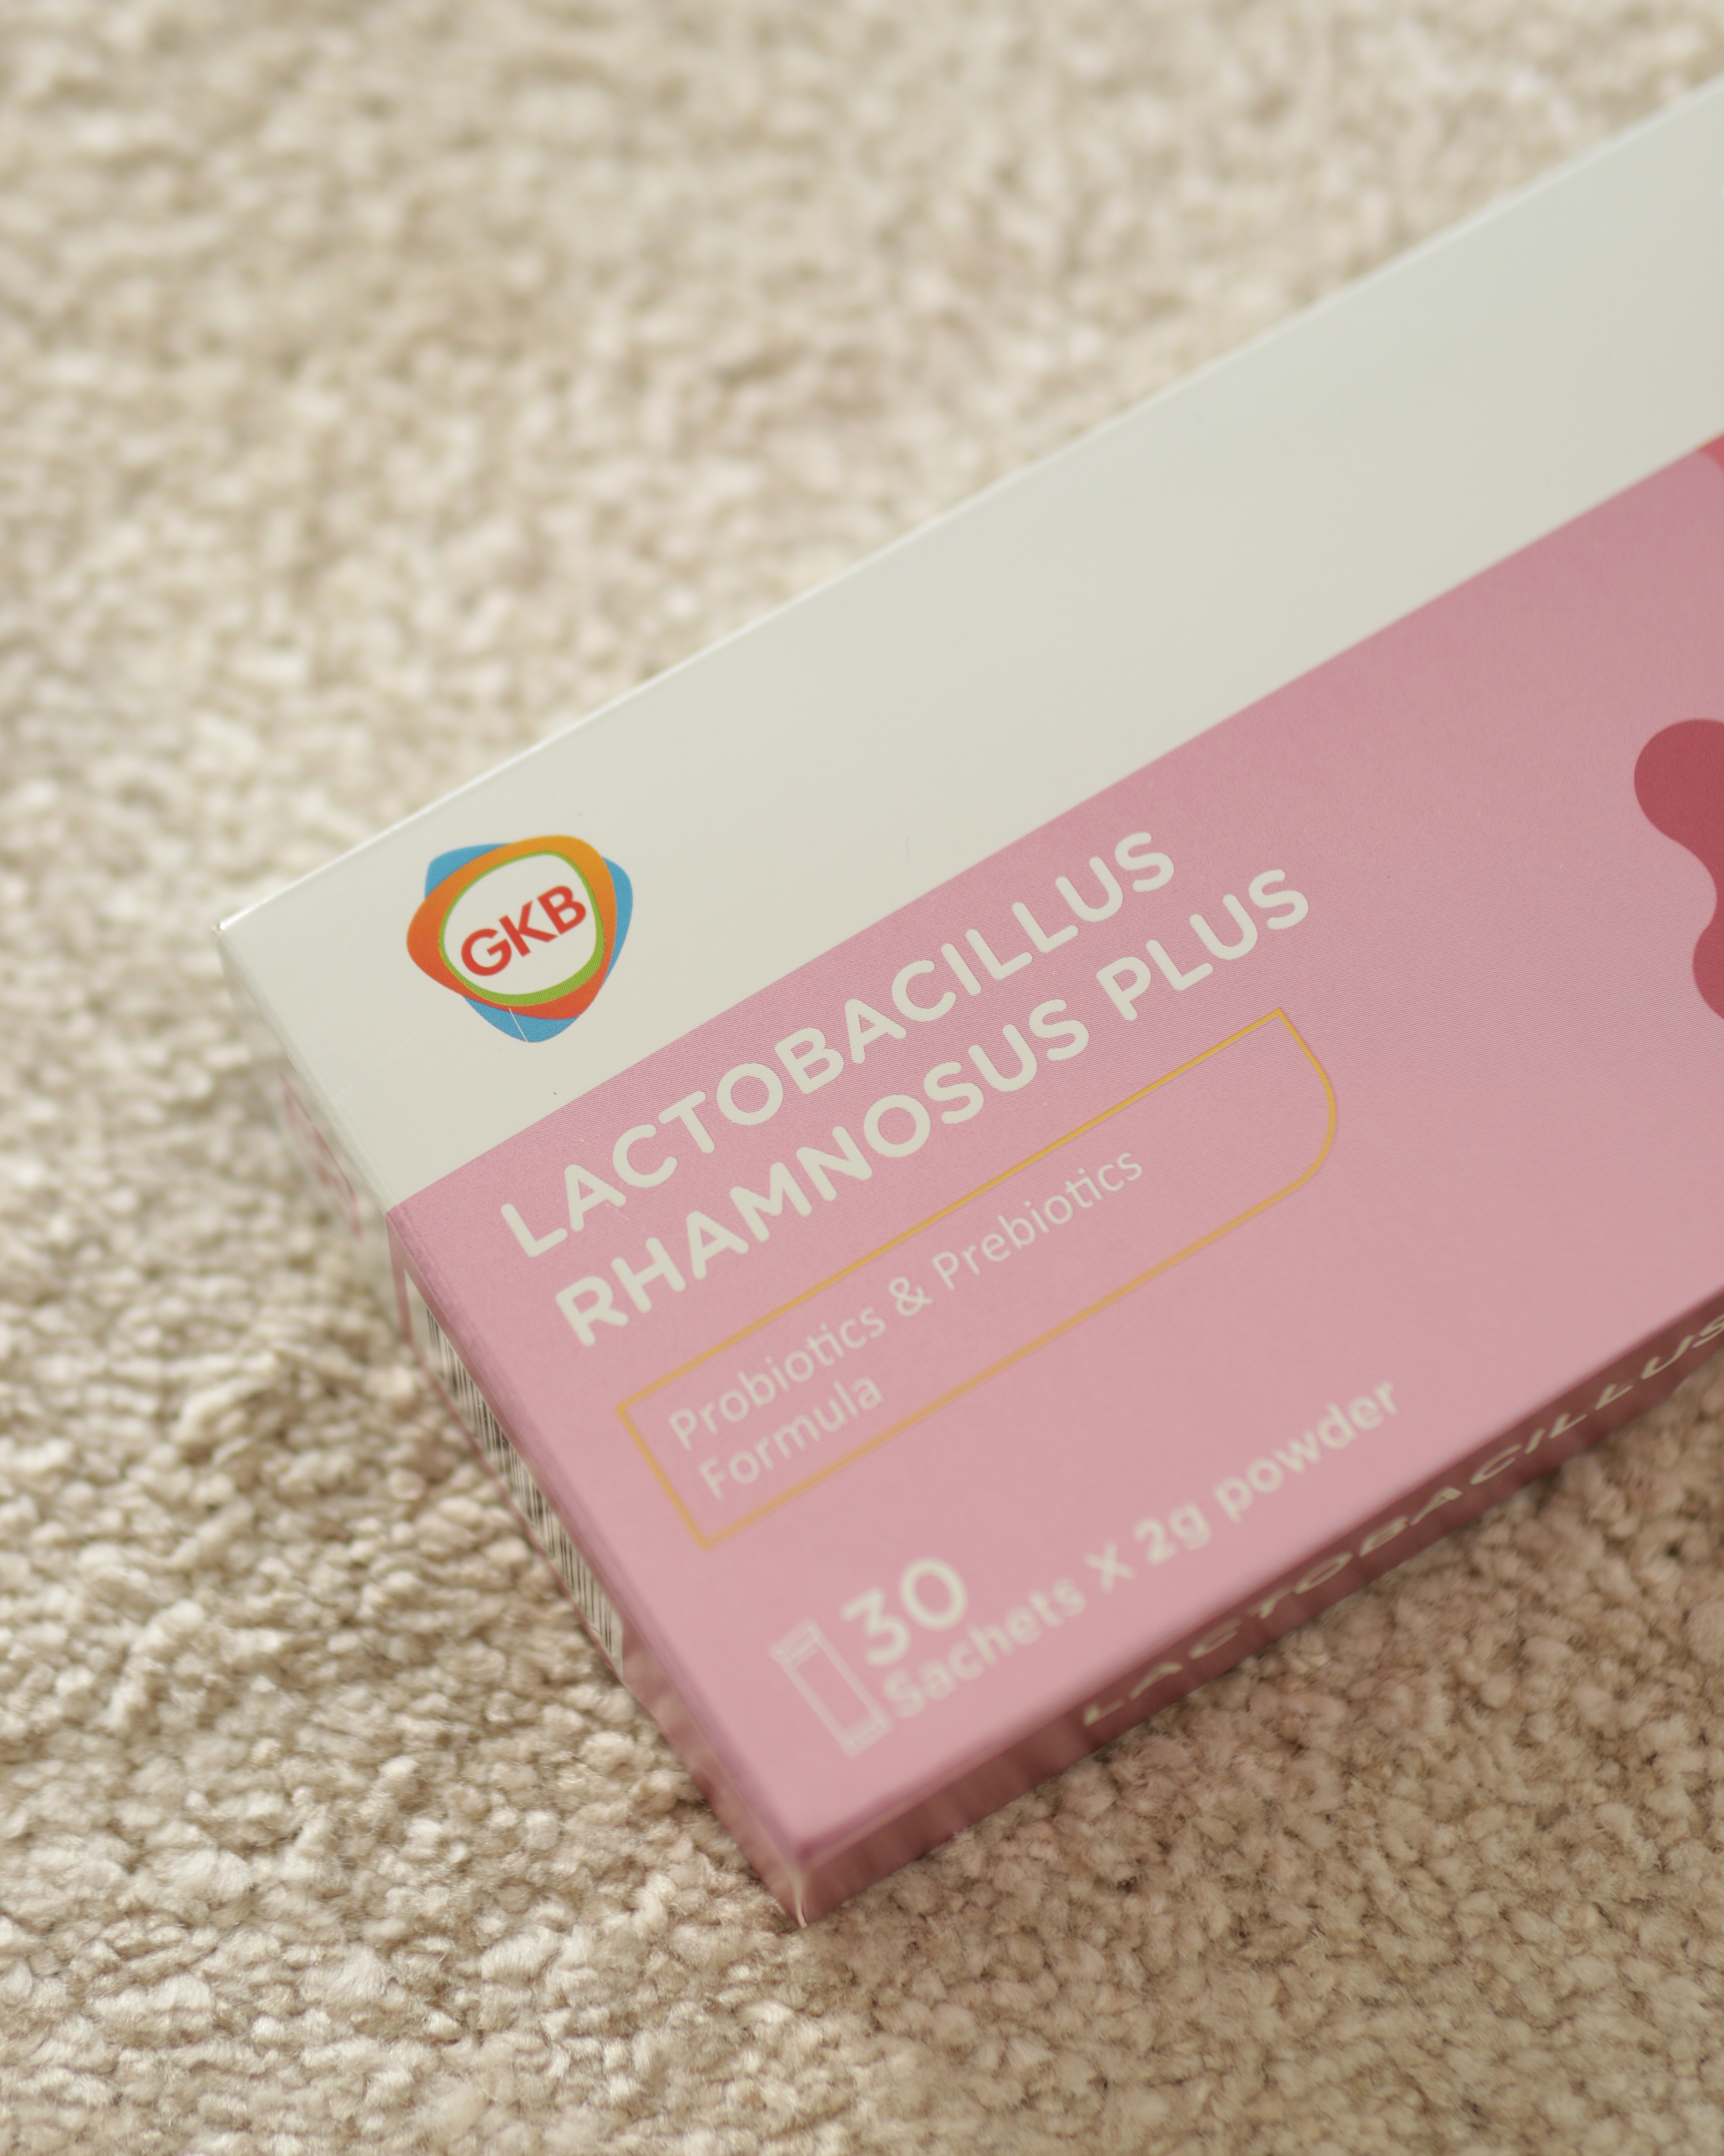 GKB
LACTOBACILLUS
RHAMNOSUS PLUS
Probiotics & Prebiotics
Formula
30
Sachets X 2g powder
LACTOBACILLUS